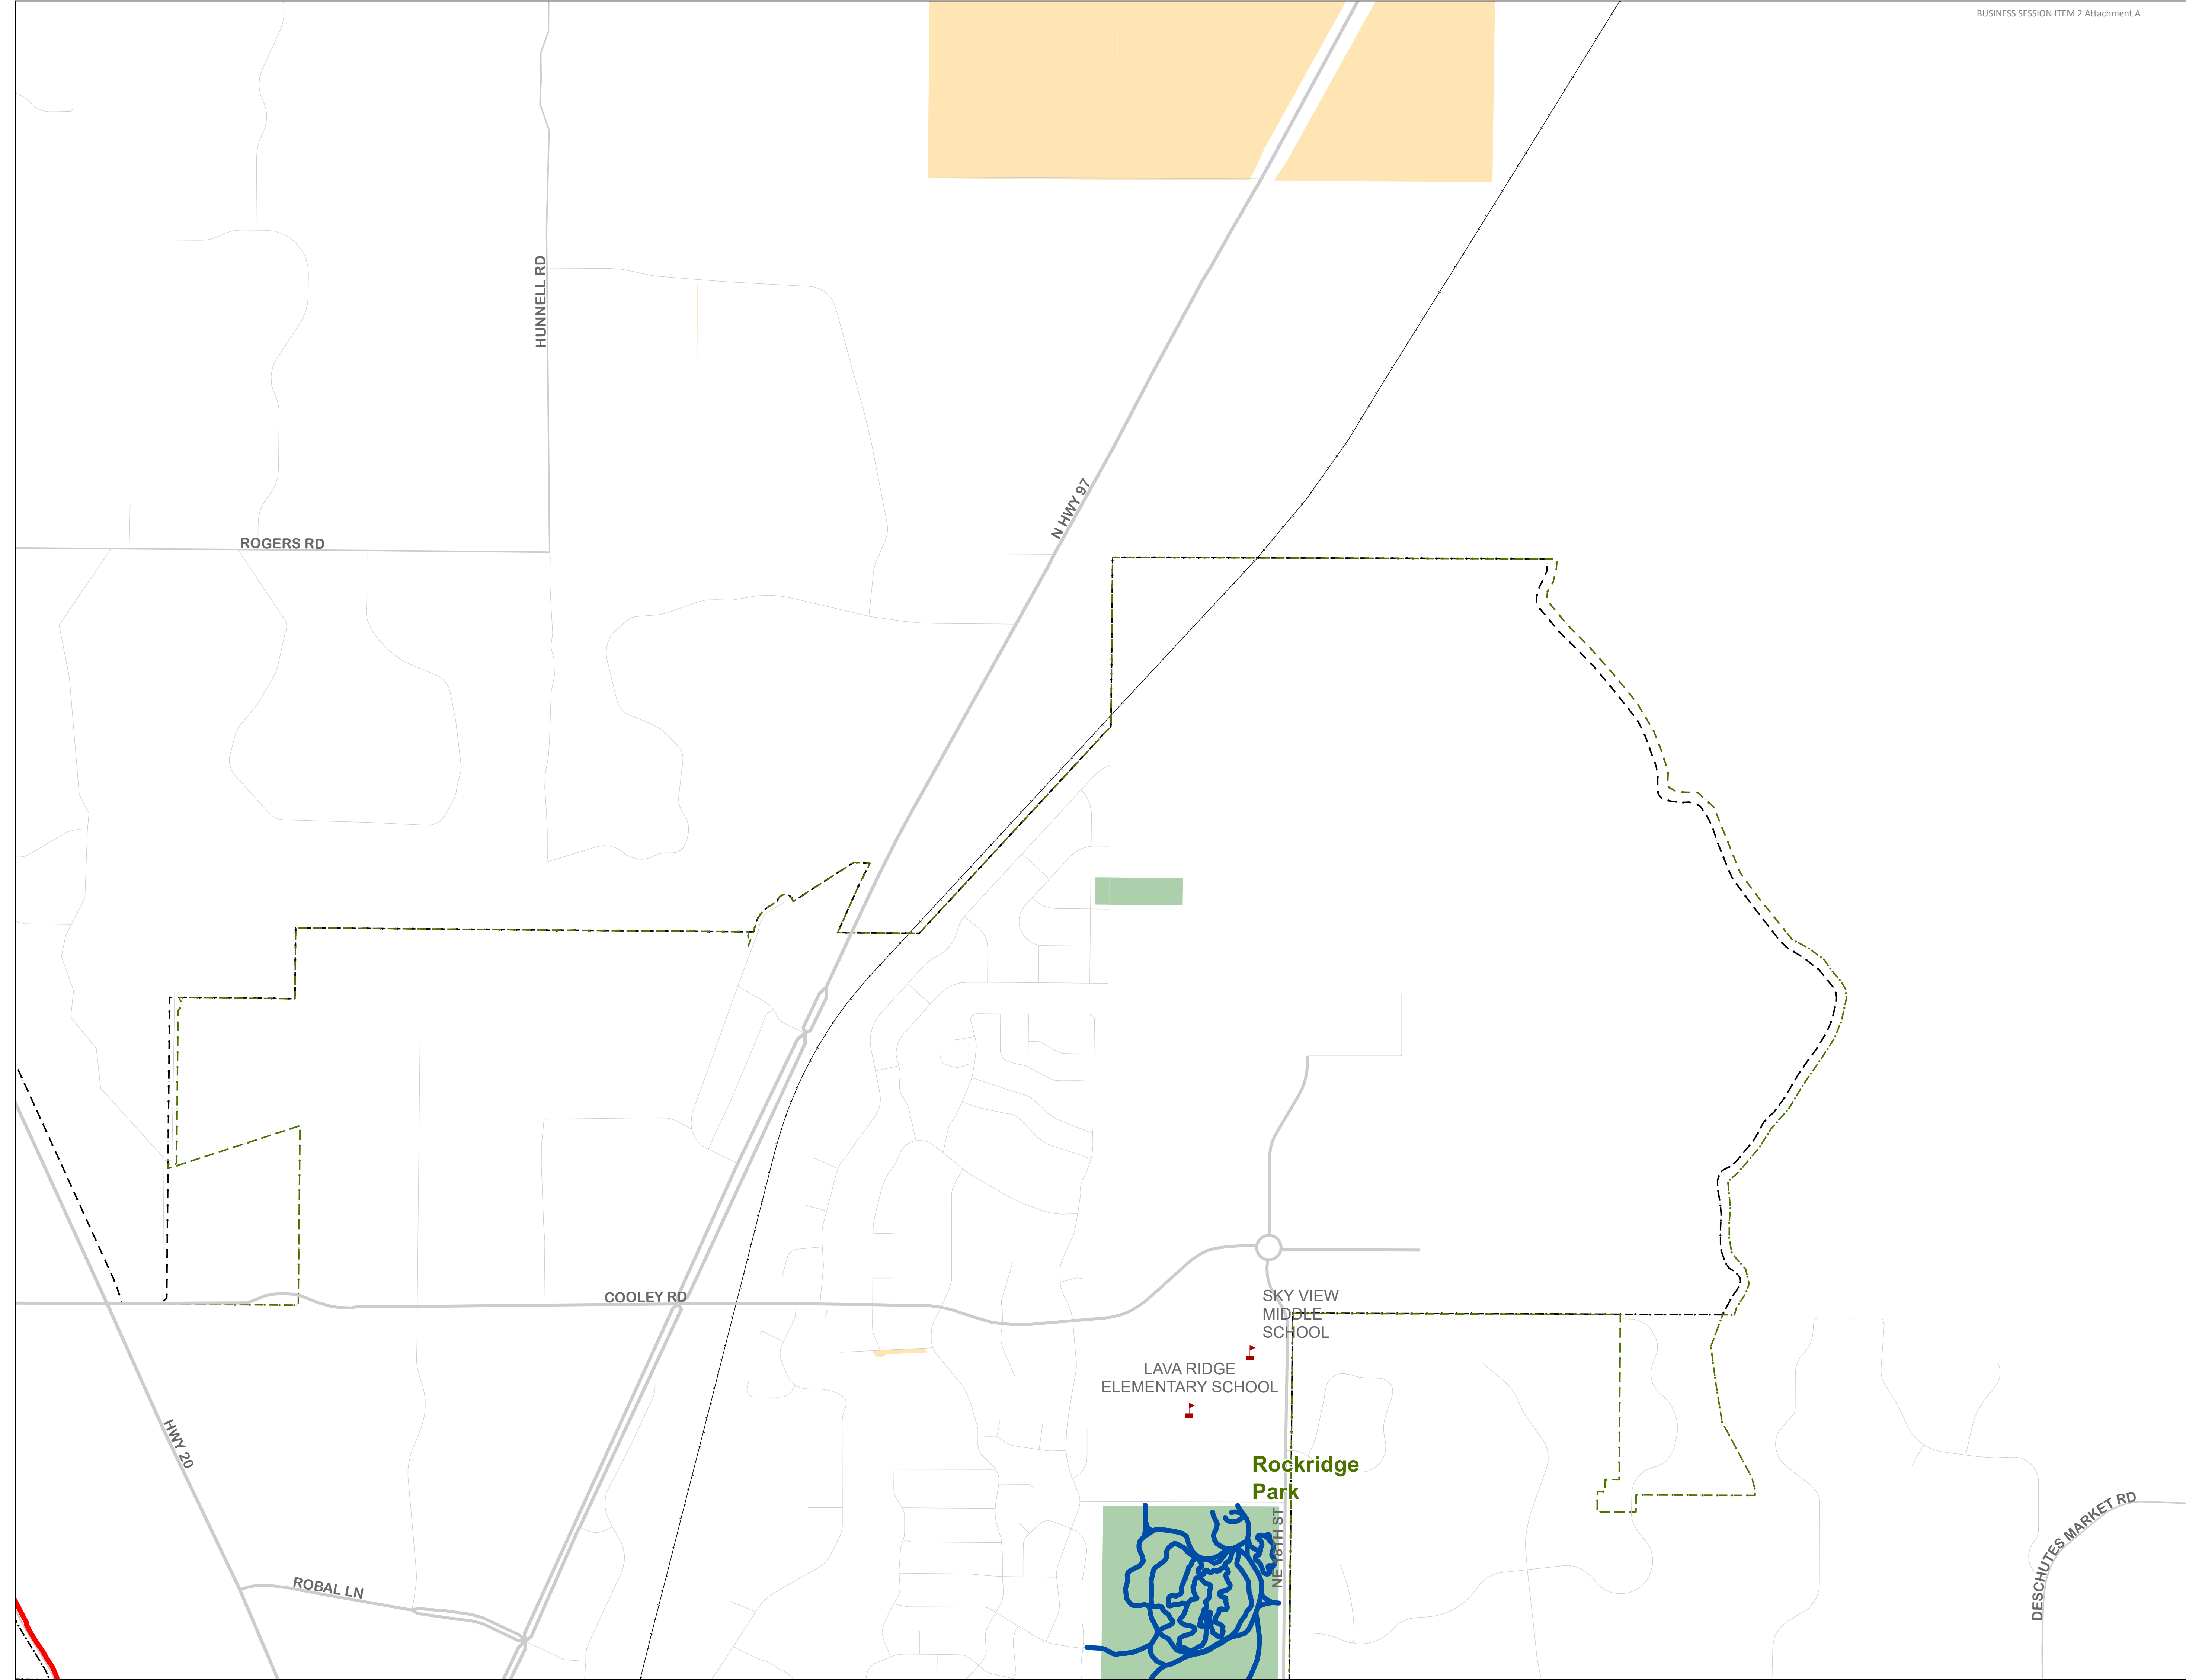 BUSINESS SESSION ITEM 2 Attachment A
HUNNELL RD
N HWY 97
ROGERS RD
COOLEY RD
SKY VIEW
MIDDLE
SCHOOL
LAVA RIDGE
ELEMENTARY SCHOOL
HWY 20
Rockridge
Park
NE 18TH ST
DESCHUTES MARKET RD
ROBAL LN